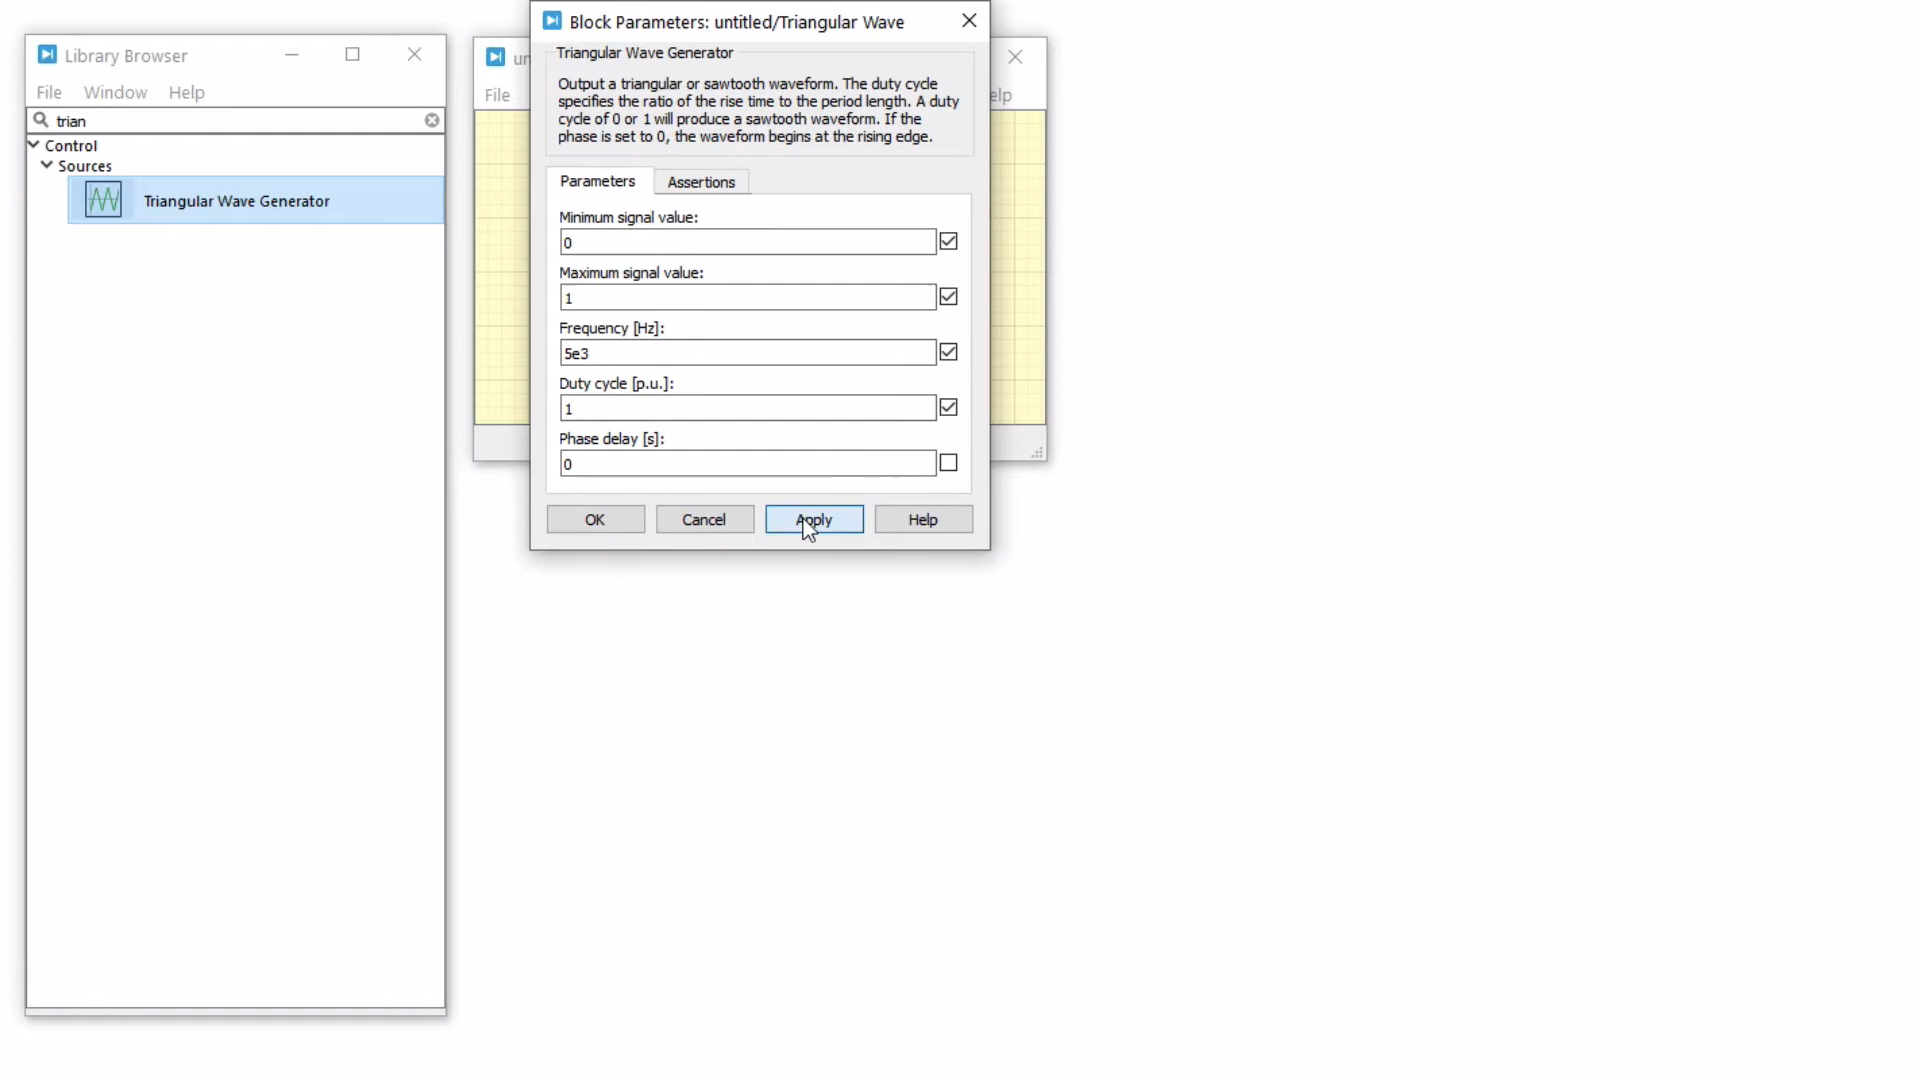 Library Browser
File Window Help
trian
Control
Sources
Triangular Wave Generator
File
Block Parameters: untitled/Triangular Wave
Triangular Wave Generator
Output a triangular or sawtooth waveform. The duty cycle
specifies the ratio of the rise time to the period length. A duty
cycle of 0 or 1 will produce a sawtooth waveform. If the
phase is set to 0, the waveform begins at the rising edge.
Parameters Assertions
Minimum signal value:
0
Maximum signal value:
1
Frequency [Hz]:
5e3
Duty cycle [p.u.]:
1
Phase delay [s]:
0
OK Cancel Apply Help